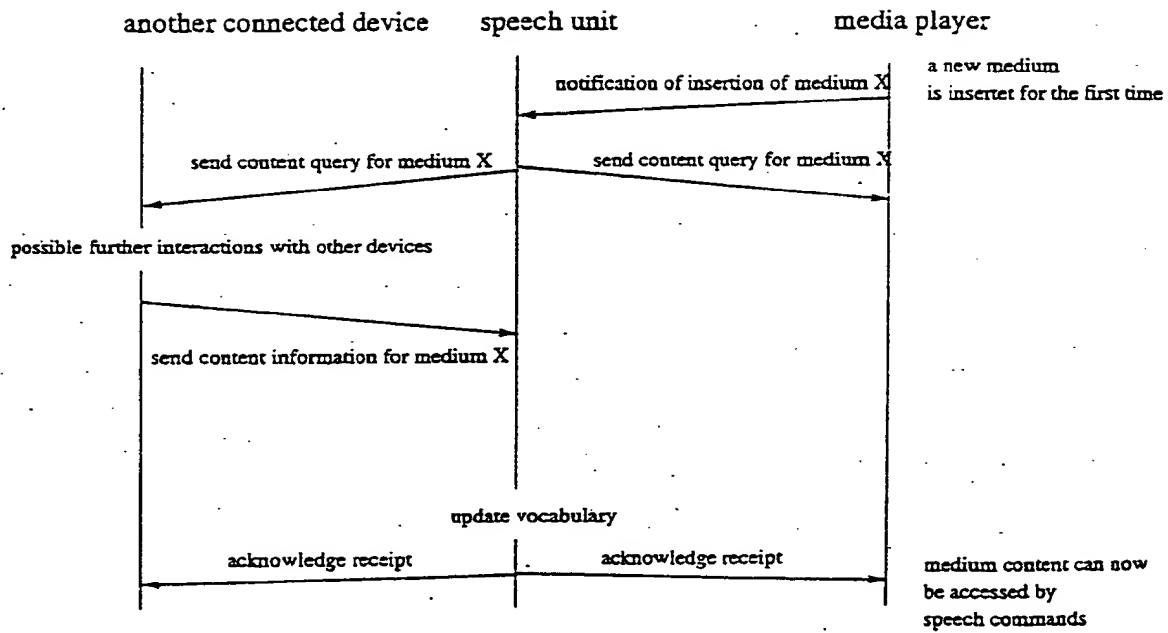 another connected device speech unit media player
a new medium
is insertet for the first time
notification of insertion of medium X
send content query for medium X send content query for medium X
possible further interactions with other devices
send content information for medium X
update vocabulary
acknowledge receipt acknowledge receipt
medium content can now
be accessed by
speech commands